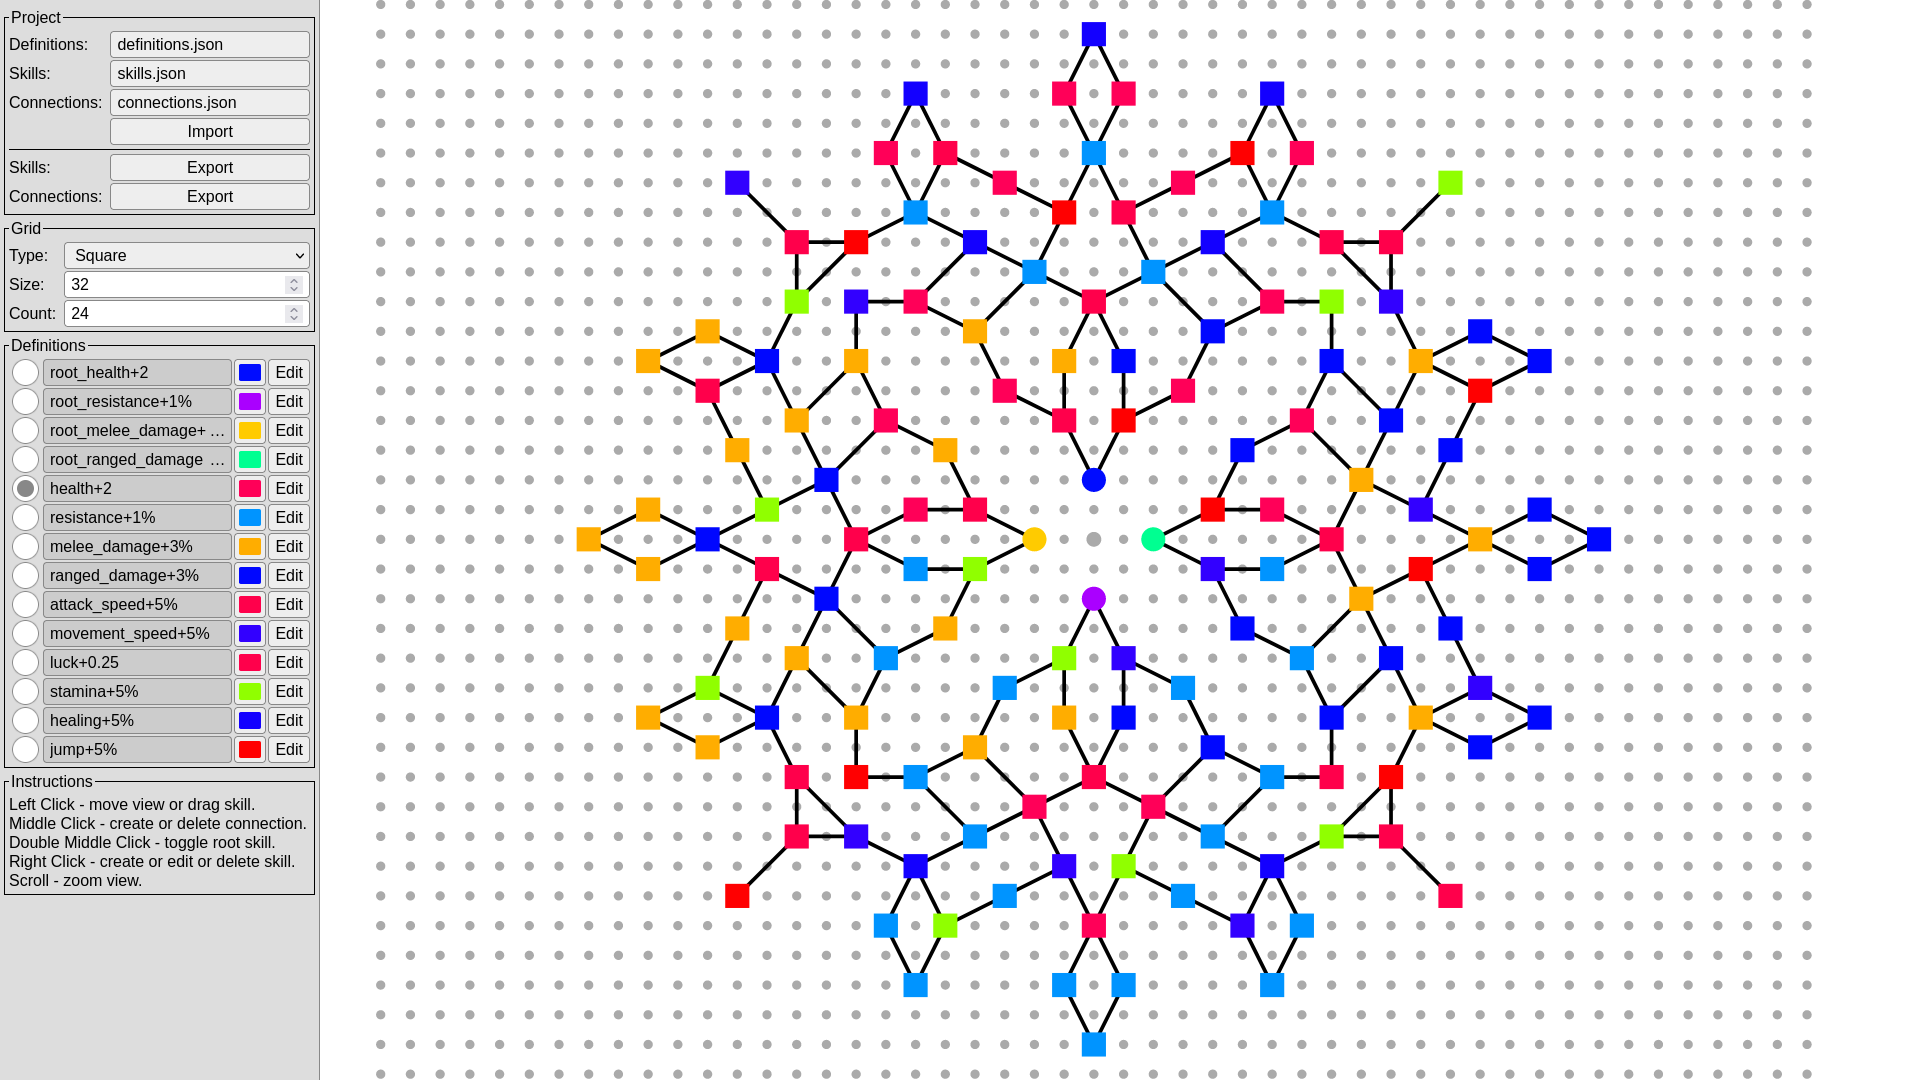 Project
Definitions: definitions.json
Skills: skills.json
Connections: connections.json
Import
Skills: Export
Connections: Export
Grid
Type: Square
Size: 32
Count: 24
Definitions
root_health+2 Edit
root_resistance+1% Edit
root_melee_damage+ ... Edit
root_ranged_damage ... Edit
health+2 Edit
resistance+1% Edit
melee_damage+3% Edit
ranged_damage+3% Edit
attack_speed+5% Edit
movement_speed+5% Edit
luck+0.25 Edit
stamina+5% Edit
healing+5% Edit
jump+5% Edit
Instructions
Left Click - move view or drag skill.
Middle Click - create or delete connection.
Double Middle Click - toggle root skill.
Right Click - create or edit or delete skill.
Scroll - zoom view.